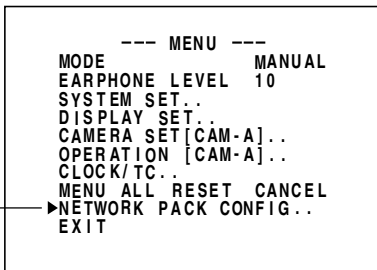 --- MENU ---
MODE MANUAL
EARPHONE LEVEL 10
SYSTEM SET..
DISPLAY SET..
CAMERA SET[CAM-A]..
OPERATION [CAM-A]..
CLOCK/TC..
MENU ALL RESET CANCEL
▶NETWORK PACK CONFIG..
EXIT